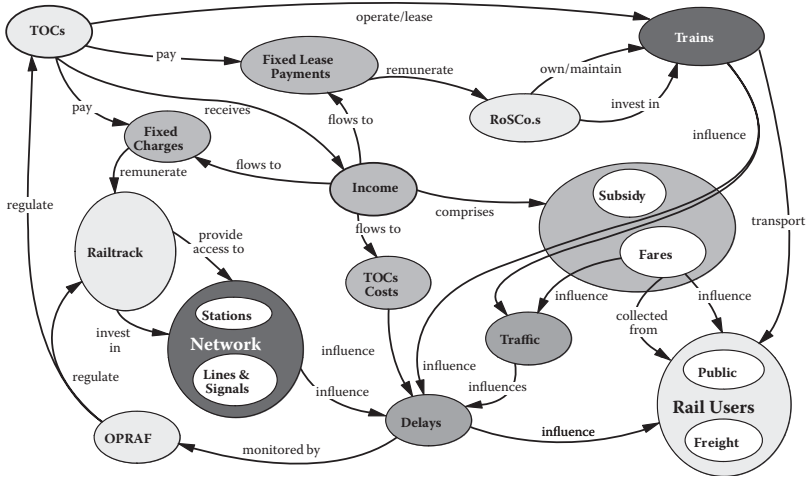 TOCs
operate/lease
Trains
pay
Fixed Lease
Payments
remunerate
own/maintain
RoSCo.s
invest in
pay
receives
flows to
influence
Fixed
Charges
flows to
remunerate
Income
comprises
Subsidy
Fares
transport
regulate
Railtrack
provide
access to
flows to
TOCs
Costs
influence
influence
collected
from
Stations
Network
Lines &
Signals
invest
in
Traffic
influence
influence
influences
regulate
influence
Public
Rail Users
Freight
Delays
influence
OPRAF
monitored by